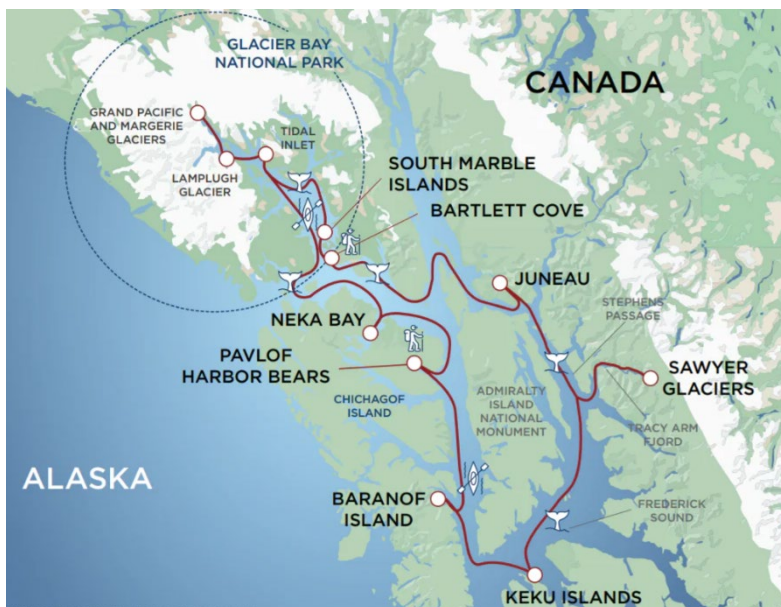 GLACIER BAY
NATIONAL PARK
CANADA
GRAND PACIFIC
AND MARGERIE
GLACIERS
TIDAL
INLET
LAMPLUGH
GLACIER
SOUTH MARBLE
ISLANDS
BARTLETT COVE
JUNEAU
STEPHENS
PASSAGE
NEKA BAY
PAVLOF
HARBOR BEARS
SAWYER
GLACIERS
CHICHAGOF
ISLAND
ADMIRALTY
ISLAND
NATIONAL
MONUMENT
TRACY ARM
FJORD
ALASKA
BARANOF
ISLAND
FREDERICK
SOUND
KEKU ISLANDS